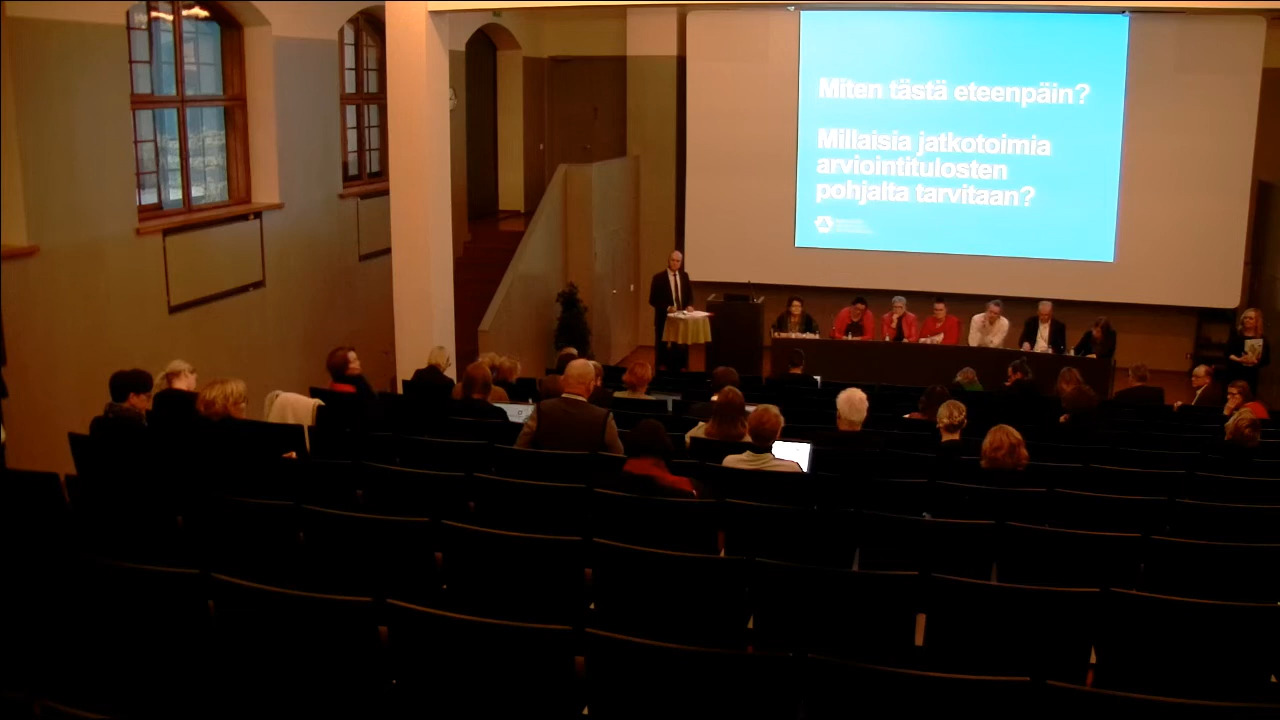 Miten tästä eteenpäin?
Millaisia jatkotoimia
arviointitulosten
pohjalta tarvitaan?